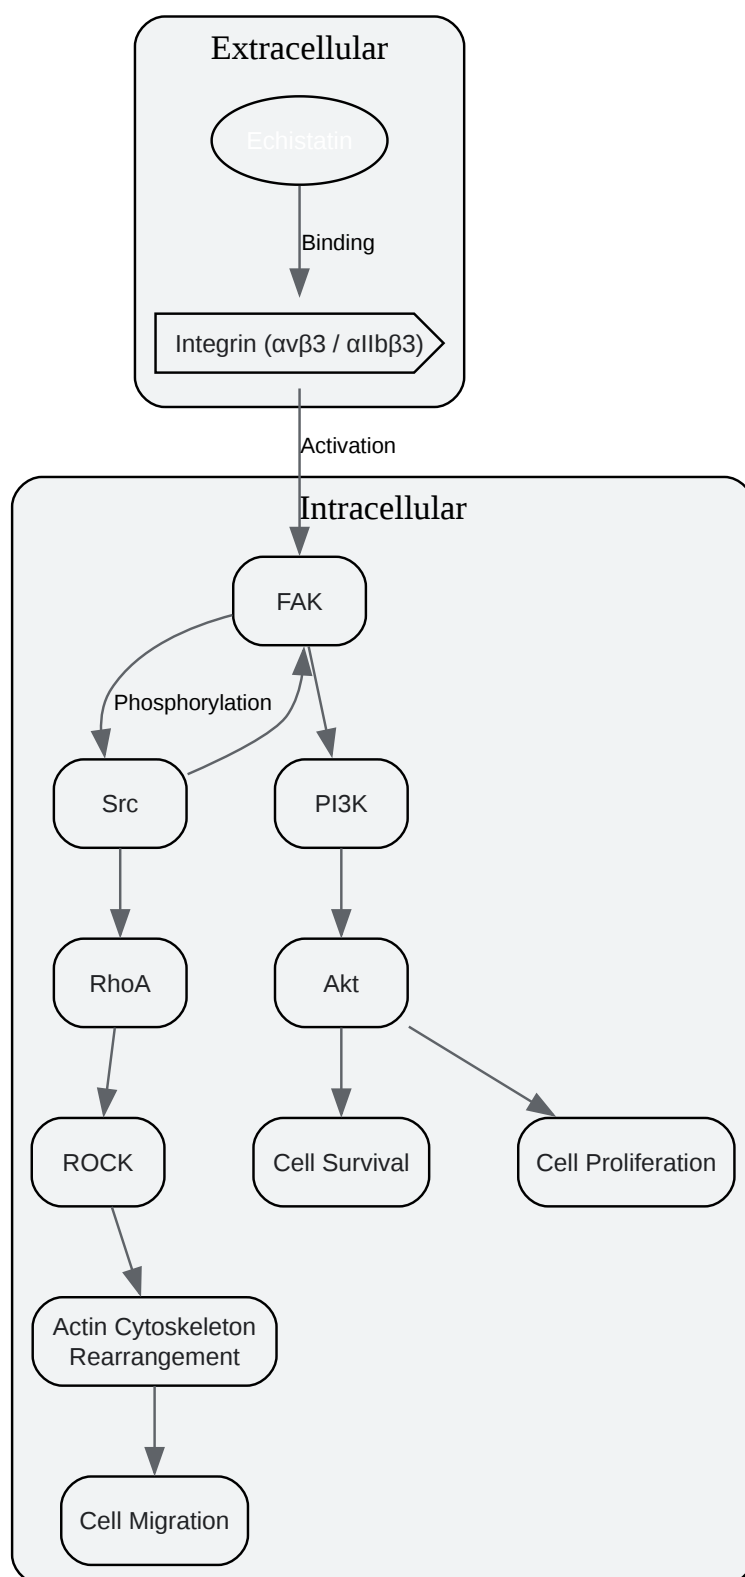 Extracellular
Echistatin
Binding
Integrin (αvβ3 / αIIbβ3)
Activation
Intracellular
FAK
Phosphorylation
Src
PI3K
RhoA
Akt
ROCK
Cell Survival
Cell Proliferation
Actin Cytoskeleton
Rearrangement
Cell Migration